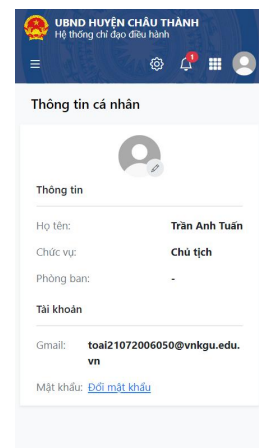 UBND HUYỆN CHÂU THÀNH
Hệ thống chỉ đạo điều hành
1
Thông tin cá nhân
Thông tin
Họ tên: Trần Anh Tuấn
Chức vụ: Chủ tịch
Phòng ban: -
Tài khoản
Gmail: toai21072006050@vnkgu.edu.
vn
Mật khẩu: Đổi mật khẩu